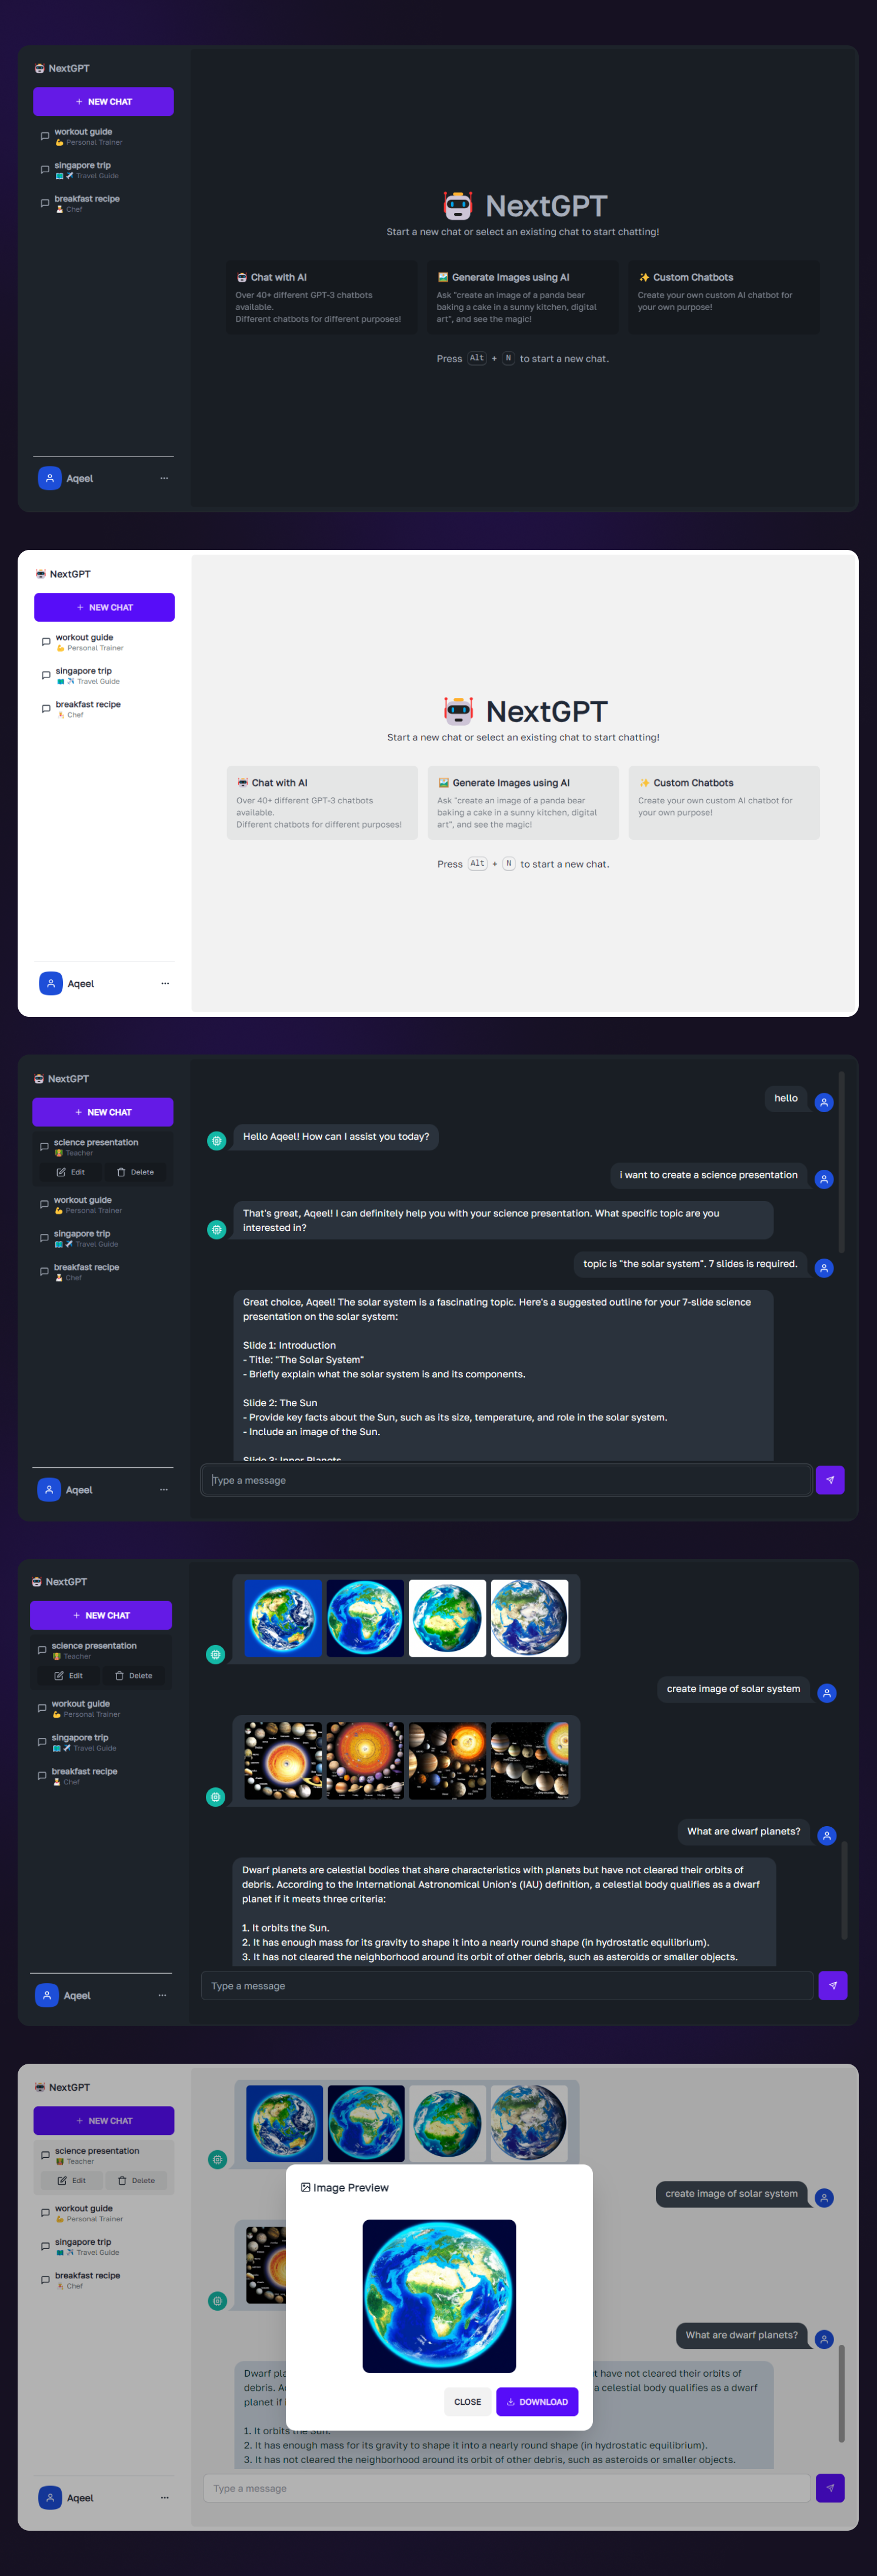 NextGPT
+ NEW CHAT
workout guide
Personal Trainer
singapore trip
Travel Guide
breakfast recipe
Chef
Aqeel
NextGPT
Start a new chat or select an existing chat to start chatting!
Chat with AI
Over 40+ different GPT-3 chatbots
available.
Different chatbots for different purposes!
Generate Images using AI
Ask "create an image of a panda bear
baking a cake in a sunny kitchen, digital
art", and see the magic!
Custom Chatbots
Create your own custom AI chatbot for
your own purpose!
Press Alt + N to start a new chat.
NextGPT
+ NEW CHAT
workout guide
Personal Trainer
singapore trip
Travel Guide
breakfast recipe
Chef
Aqeel
NextGPT
Start a new chat or select an existing chat to start chatting!
Chat with AI
Over 40+ different GPT-3 chatbots
available.
Different chatbots for different purposes!
Generate Images using AI
Ask "create an image of a panda bear
baking a cake in a sunny kitchen, digital
art", and see the magic!
Custom Chatbots
Create your own custom AI chatbot for
your own purpose!
Press Alt + N to start a new chat.
NextGPT
+ NEW CHAT
science presentation
Teacher
Edit Delete
workout guide
Personal Trainer
singapore trip
Travel Guide
breakfast recipe
Chef
Aqeel
hello
Hello Aqeel! How can I assist you today?
i want to create a science presentation
That's great, Aqeel! I can definitely help you with your science presentation. What specific topic are you
interested in?
topic is "the solar system". 7 slides is required.
Great choice, Aqeel! The solar system is a fascinating topic. Here's a suggested outline for your 7-slide science
presentation on the solar system:
Slide 1: Introduction
- Title: "The Solar System"
- Briefly explain what the solar system is and its components.
Slide 2: The Sun
- Provide key facts about the Sun, such as its size, temperature, and role in the solar system.
- Include an image of the Sun.
Slide 3: Inner Planets
Type a message
NextGPT
+ NEW CHAT
science presentation
Teacher
Edit Delete
workout guide
Personal Trainer
singapore trip
Travel Guide
breakfast recipe
Chef
Aqeel
create image of solar system
What are dwarf planets?
Dwarf planets are celestial bodies that share characteristics with planets but have not cleared their orbits of
debris. According to the International Astronomical Union's (IAU) definition, a celestial body qualifies as a dwarf
planet if it meets three criteria:
1. It orbits the Sun.
2. It has enough mass for its gravity to shape it into a nearly round shape (in hydrostatic equilibrium).
3. It has not cleared the neighborhood around its orbit of other debris, such as asteroids or smaller objects.
Type a message
NextGPT
+ NEW CHAT
science presentation
Teacher
Edit Delete
workout guide
Personal Trainer
singapore trip
Travel Guide
breakfast recipe
Chef
Aqeel
create image of solar system
Image Preview
CLOSE DOWNLOAD
What are dwarf planets?
Dwarf pla t have not cleared their orbits of
debris. A a celestial body qualifies as a dwarf
planet if i
1. It orbits the Sun.
2. It has enough mass for its gravity to shape it into a nearly round shape (in hydrostatic equilibrium).
3. It has not cleared the neighborhood around its orbit of other debris, such as asteroids or smaller objects.
Type a message